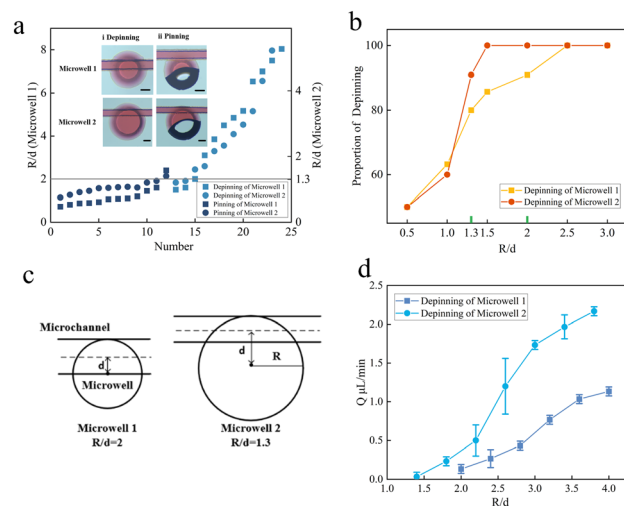 a
i Depinning
ii Pinning
Microwell 1
Microwell 2
R/d (Microwell 1)
8
6
4
2
0
R/d (Microwell 2)
4
2
1.3
0
Depinning of Microwell 1
Depinning of Microwell 2
Pinning of Microwell 1
Pinning of Microwell 2
0 5 10 15 20 25
Number
b
Proportion of Depinning
100
80
60
Depinning of Microwell 1
Depinning of Microwell 2
0.5 1.0 1.3 1.5 2.0 2.5 3.0
R/d
c
Microchannel
d
Microwell
Microwell 1
R/d=2
d
R
Microwell 2
R/d=1.3
d
Q μL/min
2.5
2.0
1.5
1.0
0.5
0.0
Depinning of Microwell 1
Depinning of Microwell 2
1.0 1.5 2.0 2.5 3.0 3.5 4.0
R/d